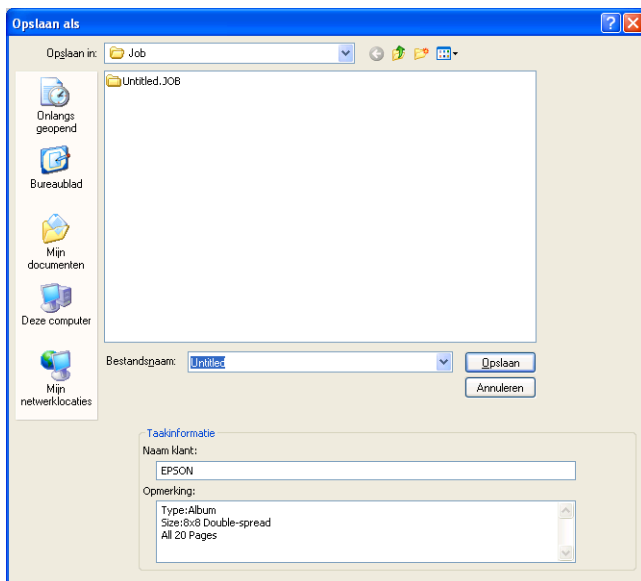 Opslaan als
Opslaan in:
Job
Untitled.JOB
Onlangs
geopend
Bureaublad
Mijn
documenten
Deze computer
Mijn
netwerklocaties
Bestandsnaam:
Untitled
Opslaan
Annuleren
Taakinformatie
Naam klant:
EPSON
Opmerking:
Type:Album
Size:8x8 Double-spread
All 20 Pages